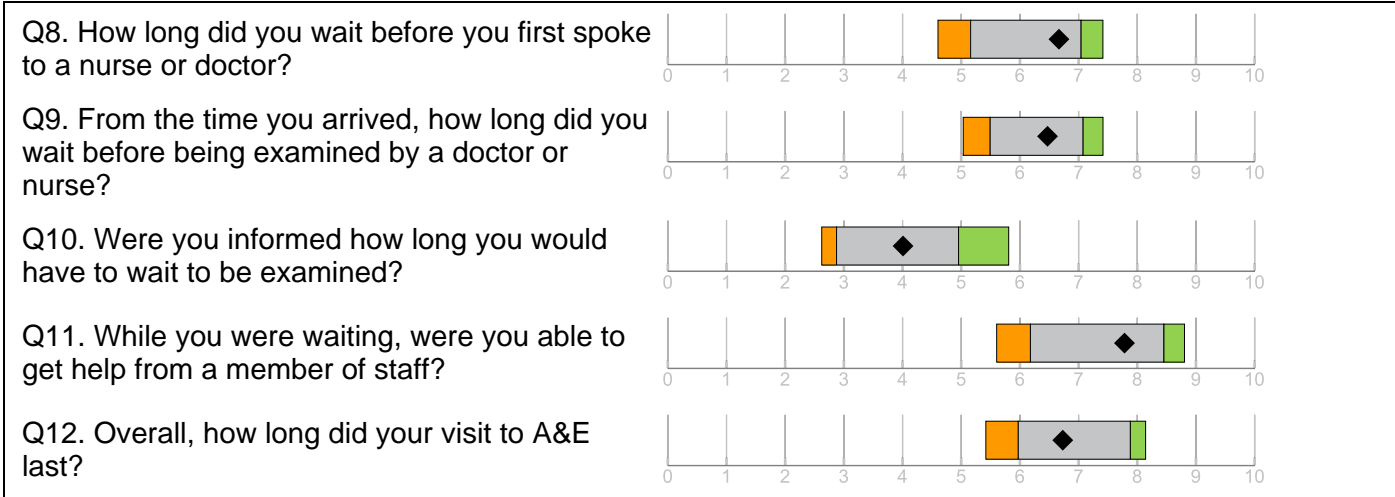 Q8. How long did you wait before you first spoke
to a nurse or doctor?
0 1 2 3 4 5 6 7 8 9 10
Q9. From the time you arrived, how long did you
wait before being examined by a doctor or
nurse?
0 1 2 3 4 5 6 7 8 9 10
Q10. Were you informed how long you would
have to wait to be examined?
0 1 2 3 4 5 6 7 8 9 10
Q11. While you were waiting, were you able to
get help from a member of staff?
0 1 2 3 4 5 6 7 8 9 10
Q12. Overall, how long did your visit to A&E
last?
0 1 2 3 4 5 6 7 8 9 10